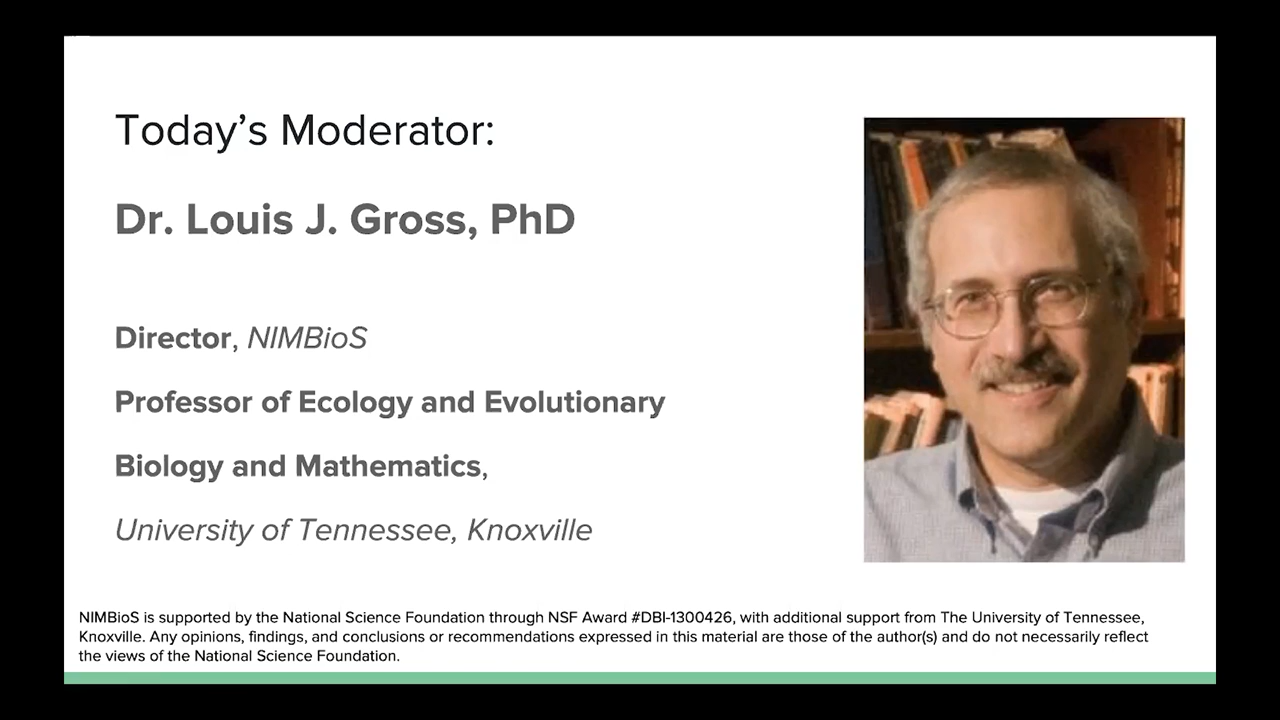 Today’s Moderator:
Dr. Louis J. Gross, PhD
Director, NIMBioS
Professor of Ecology and Evolutionary
Biology and Mathematics,
University of Tennessee, Knoxville
NIMBioS is supported by the National Science Foundation through NSF Award #DBI-1300426, with additional support from The University of Tennessee,
Knoxville. Any opinions, findings, and conclusions or recommendations expressed in this material are those of the author(s) and do not necessarily reflect
the views of the National Science Foundation.